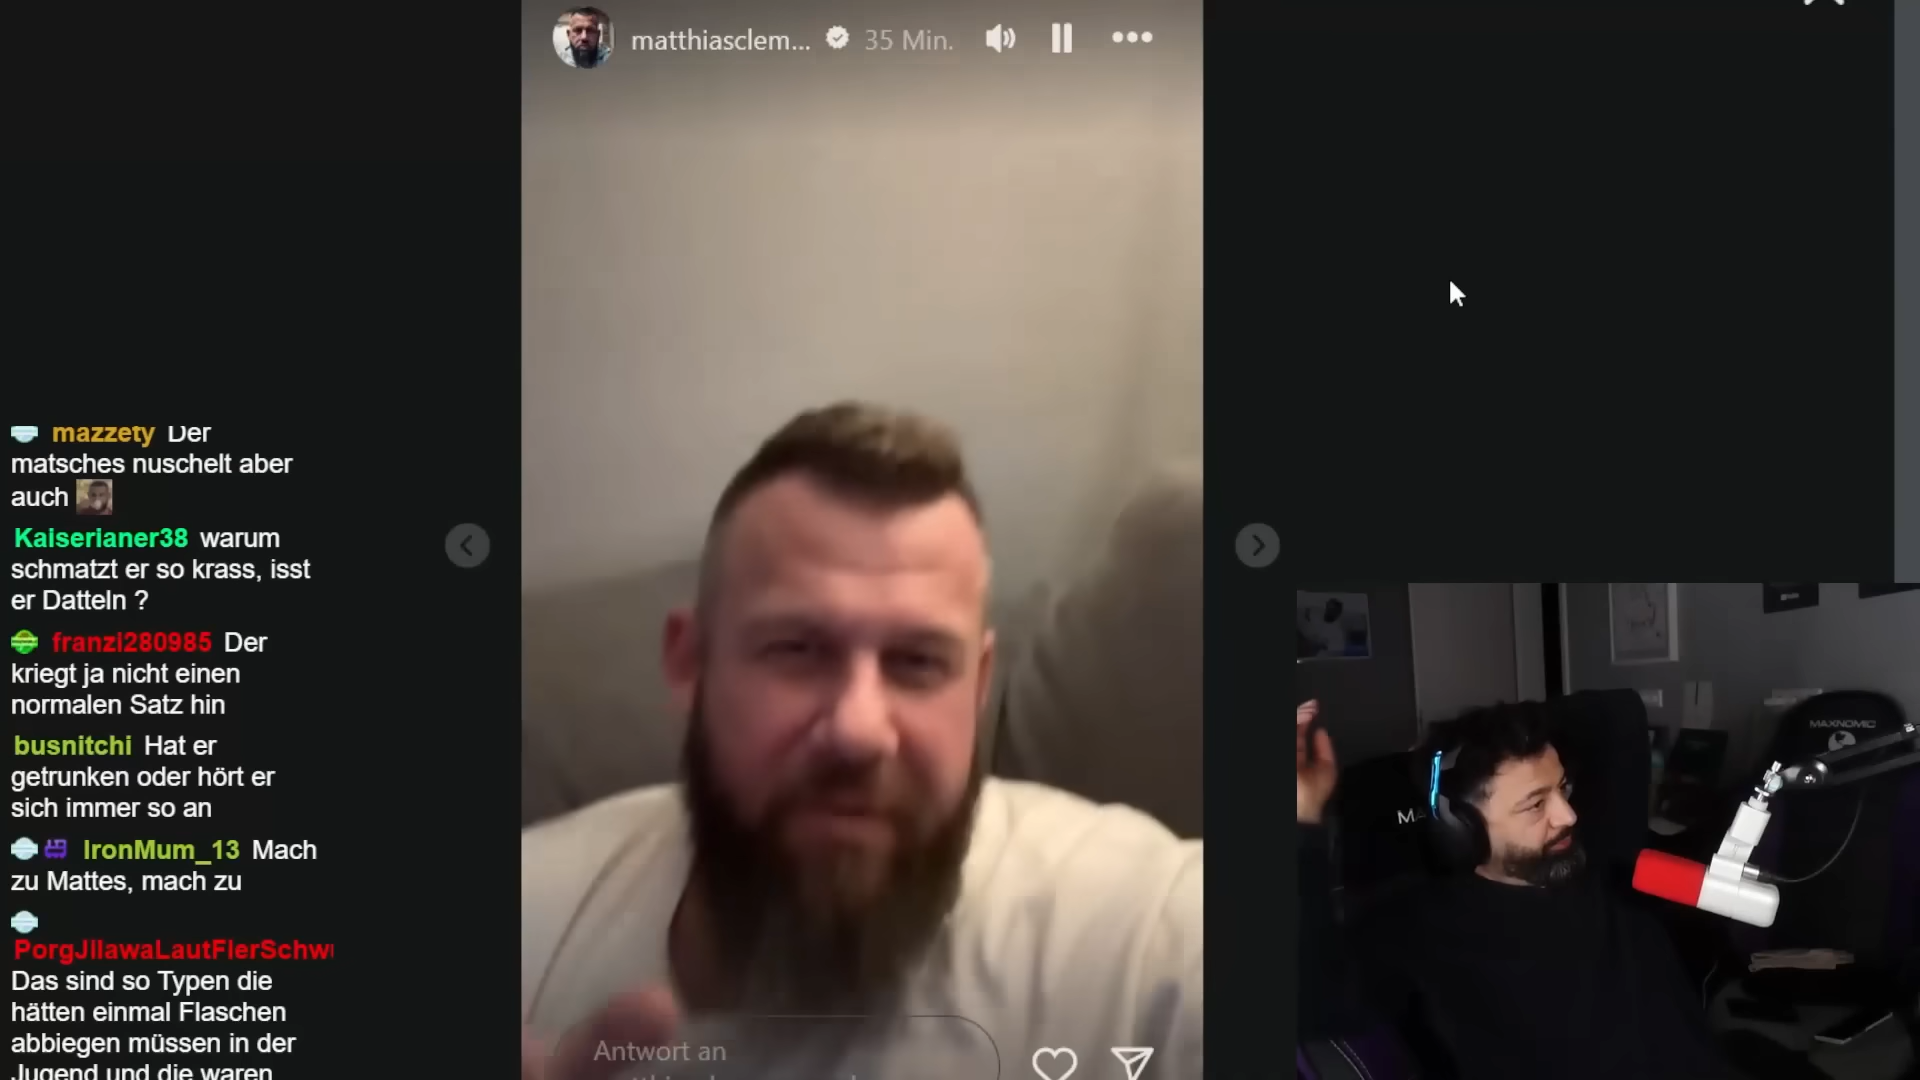 matthiasclem... 35 Min.
mazzety Der
matsches nuschelt aber
auch
Kaiserianer38 warum
schmatzt er so krass, isst
er Datteln ?
franzi280985 Der
kriegt ja nicht einen
normalen Satz hin
busnitchi Hat er
getrunken oder hört er
sich immer so an
IronMum_13 Mach
zu Mattes, mach zu
Das sind so Typen die
hätten einmal Flaschen
abbiegen müssen in der
Jugend und die waren
Antwort an
MAXNOMIC
MA